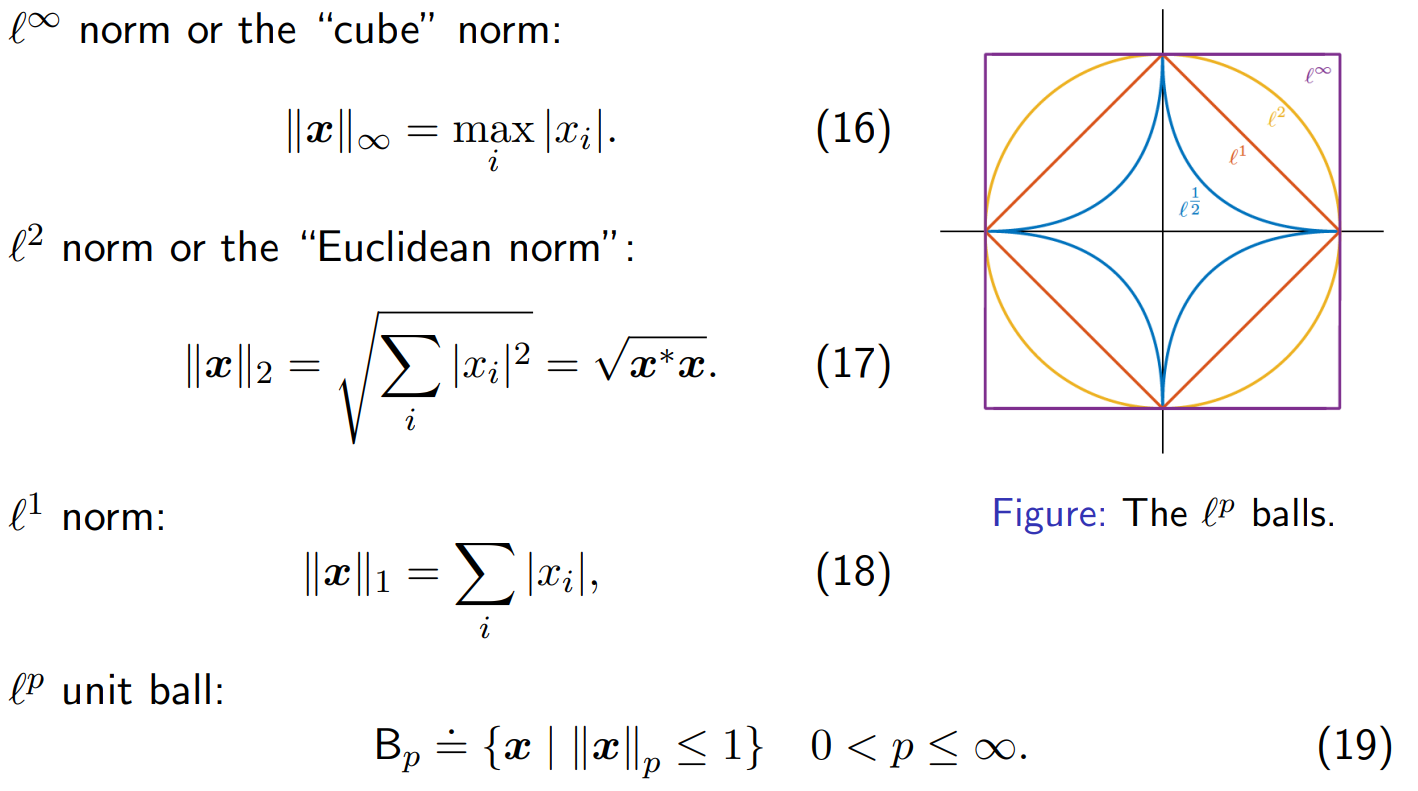 ℓ^∞ norm or the “cube” norm:
‖x‖_∞ = max_i |x_i|. (16)
ℓ^2 norm or the “Euclidean norm”:
‖x‖_2 = √(∑_i |x_i|^2) = √(x*x). (17)
ℓ^1 norm:
‖x‖_1 = ∑_i |x_i|, (18)
ℓ^p unit ball:
B_p ≐ {x | ‖x‖_p ≤ 1} 0 < p ≤ ∞. (19)
ℓ^∞
ℓ^2
ℓ^1
ℓ^{1/2}
Figure: The ℓ^p balls.